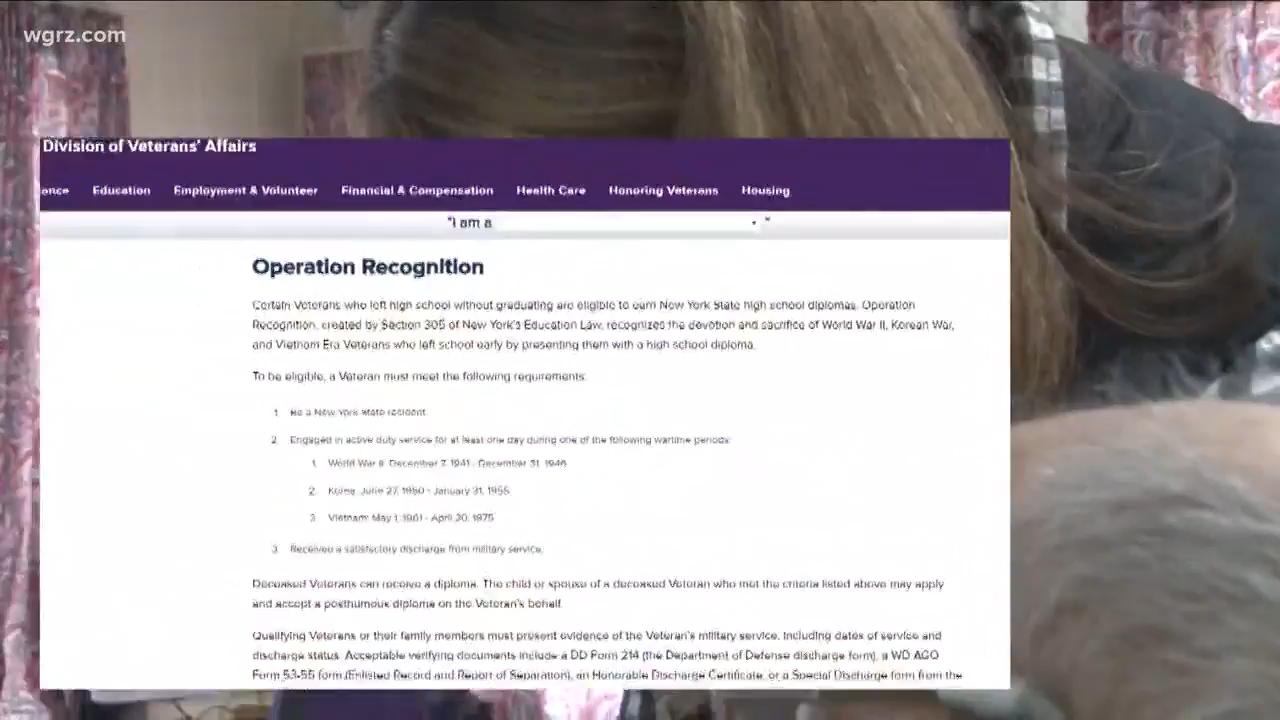 wgrz.com
Division of Veterans' Affairs
ance Education Employment & Volunteer Financial & Compensation Health Care Honoring Veterans Housing
"I am a "
Operation Recognition
Certain Veterans who left high school without graduating are eligible to earn New York State high school diplomas. Operation
Recognition, created by Section 305 of New York's Education Law, recognizes the devotion and sacrifice of World War II, Korean War,
and Vietnam Era Veterans who left school early by presenting them with a high school diploma.
To be eligible, a Veteran must meet the following requirements:
1. Be a New York State resident.
2. Engaged in active duty service for at least one day during one of the following wartime periods:
1. World War II: December 7, 1941 - December 31, 1946
2. Korea: June 27, 1950 - January 31, 1955
3. Vietnam: May 1, 1961 - April 30, 1975
3. Received a satisfactory discharge from military service.
Deceased Veterans can receive a diploma. The child or spouse of a deceased Veteran who met the criteria listed above may apply
and accept a posthumous diploma on the Veteran's behalf.
Qualifying Veterans or their family members must present evidence of the Veteran's military service, including dates of service and
discharge status. Acceptable verifying documents include a DD Form 214 (the Department of Defense discharge form), a WD AGO
Form 53-55 form (Enlisted Record and Report of Separation), an Honorable Discharge Certificate, or a Special Discharge form from the